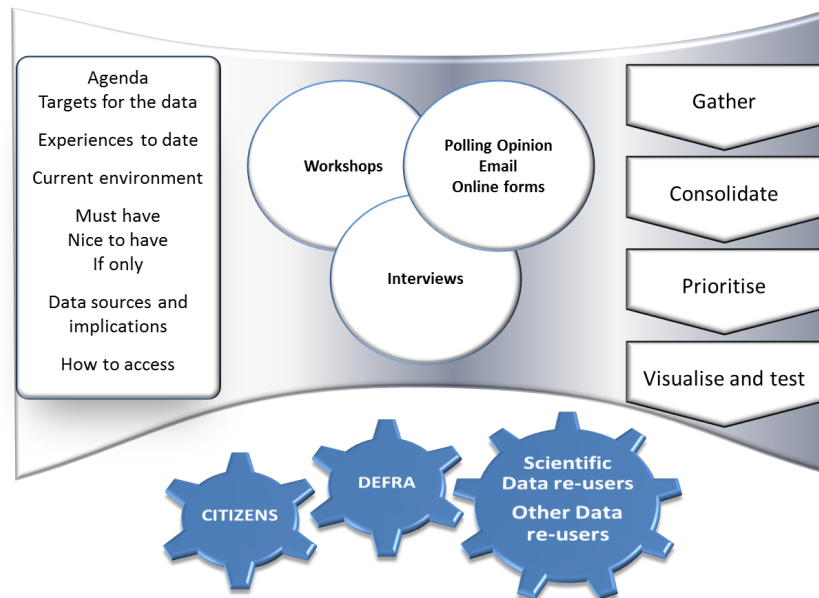 Agenda
Targets for the data
Experiences to date
Current environment
Must have
Nice to have
If only
Data sources and
implications
How to access
Workshops
Polling Opinion
Email
Online forms
Interviews
Gather
Consolidate
Prioritise
Visualise and test
CITIZENS
DEFRA
Scientific
Data re-users
Other Data
re-users